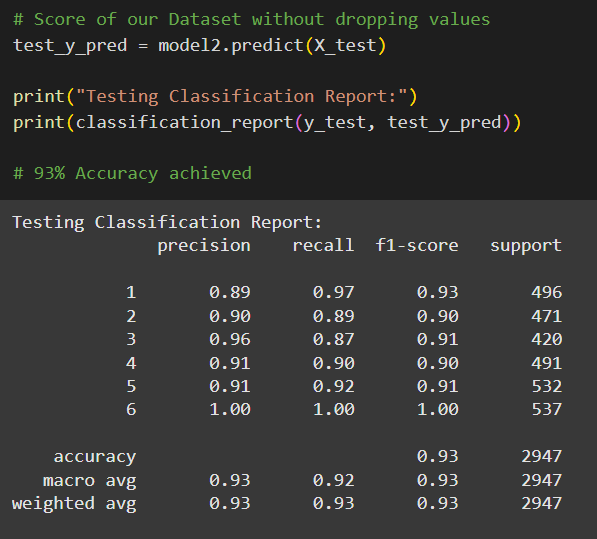 # Score of our Dataset without dropping values
test_y_pred = model2.predict(X_test)
print("Testing Classification Report:")
print(classification_report(y_test, test_y_pred))
# 93% Accuracy achieved
Testing Classification Report:
precision recall f1-score support
1 0.89 0.97 0.93 496
2 0.90 0.89 0.90 471
3 0.96 0.87 0.91 420
4 0.91 0.90 0.90 491
5 0.91 0.92 0.91 532
6 1.00 1.00 1.00 537
accuracy 0.93 2947
macro avg 0.93 0.92 0.93 2947
weighted avg 0.93 0.93 0.93 2947